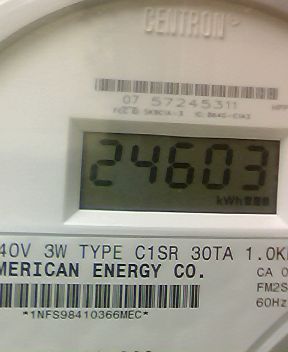 CENTRON
07 57245311
24603
kWh
40V 3W TYPE C1SR 30TA 1.0K
MERICAN ENERGY CO.
CA 0
FM2S
60Hz
*1NFS98410366MEC*